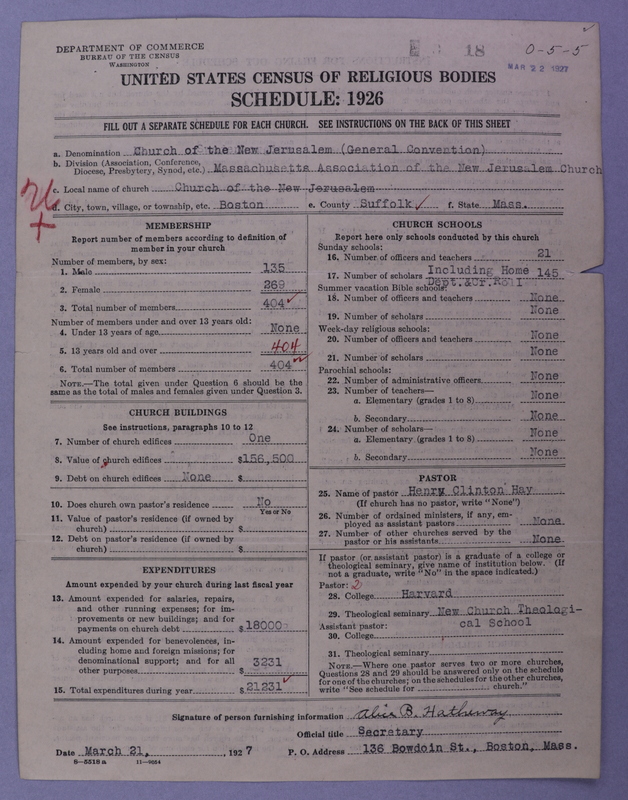 DEPARTMENT OF COMMERCE
BUREAU OF THE CENSUS
WASHINGTON
18
0-5-5
MAR 22 1927
UNITED STATES CENSUS OF RELIGIOUS BODIES
SCHEDULE: 1926
FILL OUT A SEPARATE SCHEDULE FOR EACH CHURCH. SEE INSTRUCTIONS ON THE BACK OF THIS SHEET
a. Denomination Church of the New Jerusalem (General Convention)
b. Division (Association, Conference, Diocese, Presbytery, Synod, etc.) Massachusetts Association of the New Jerusalem Church
c. Local name of church Church of the New Jerusalem
d. City, town, village, or township, etc. Boston e. County Suffolk ✓ f. State Mass.
MEMBERSHIP
Report number of members according to definition of
member in your church
Number of members, by sex:
1. Male 135
2. Female 269
3. Total number of members 404 ✓
Number of members under and over 13 years old:
4. Under 13 years of age None
5. 13 years old and over 404
6. Total number of members 404 ✓
NOTE.—The total given under Question 6 should be the
same as the total of males and females given under Question 3.
CHURCH BUILDINGS
See instructions, paragraphs 10 to 12
7. Number of church edifices One
8. Value of church edifices $156,500
9. Debt on church edifices None $
10. Does church own pastor's residence No
Yes or No
11. Value of pastor's residence (if owned by
church) $
12. Debt on pastor's residence (if owned by
church) $
EXPENDITURES
Amount expended by your church during last fiscal year
13. Amount expended for salaries, repairs,
and other running expenses; for im-
provements or new buildings; and for
payments on church debt $18000
14. Amount expended for benevolences, in-
cluding home and foreign missions; for
denominational support; and for all
other purposes $3231
15. Total expenditures during year $21231 ✓
CHURCH SCHOOLS
Report here only schools conducted by this church
Sunday schools:
16. Number of officers and teachers 21
17. Number of scholars Including Home 145
Dept.&Cr.Roll
Summer vacation Bible schools:
18. Number of officers and teachers None
19. Number of scholars None
Week-day religious schools:
20. Number of officers and teachers None
21. Number of scholars None
Parochial schools:
22. Number of administrative officers None
23. Number of teachers—
a. Elementary (grades 1 to 8) None
b. Secondary None
24. Number of scholars—
a. Elementary (grades 1 to 8) None
b. Secondary None
PASTOR
25. Name of pastor Henry Clinton Hay
(If church has no pastor, write "None")
26. Number of ordained ministers, if any, em-
ployed as assistant pastors None
27. Number of other churches served by the
pastor or his assistants None
If pastor (or assistant pastor) is a graduate of a college or
theological seminary, give name of institution below. (If
not a graduate, write "No" in the space indicated.)
Pastor: 2
28. College Harvard
29. Theological seminary New Church Theologi-
cal School
Assistant pastor:
30. College
31. Theological seminary
NOTE.—Where one pastor serves two or more churches,
Questions 28 and 29 should be answered only on the schedule
for one of the churches; on the schedules for the other churches,
write "See schedule for church."
Signature of person furnishing information Alice B. Hatheway
Official title Secretary
Date March 21, 1927 P. O. Address 136 Bowdoin St., Boston, Mass.
8—5518a 11—9054